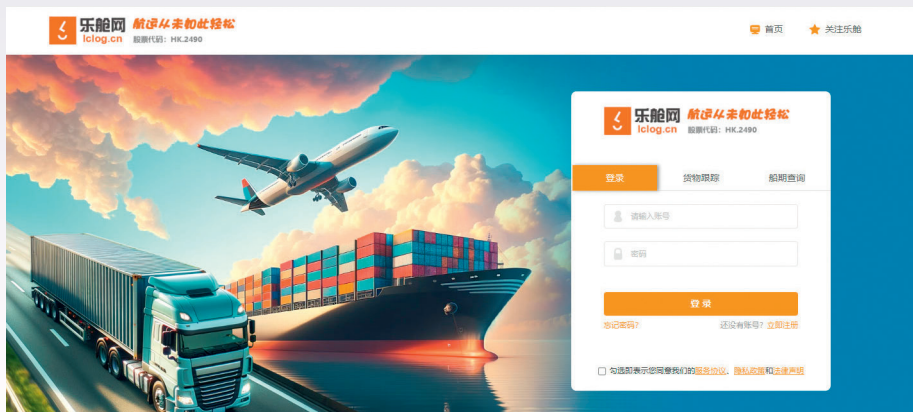 乐舱网 航运从未如此轻松
lclog.cn 股票代码：HK.2490
首页 关注乐舱
乐舱网 航运从未如此轻松
lclog.cn 股票代码：HK.2490
登录 货物跟踪 船期查询
请输入账号
密码
登 录
忘记密码? 还没有账号? 立即注册
勾选即表示您同意我们的服务协议、隐私政策和法律声明